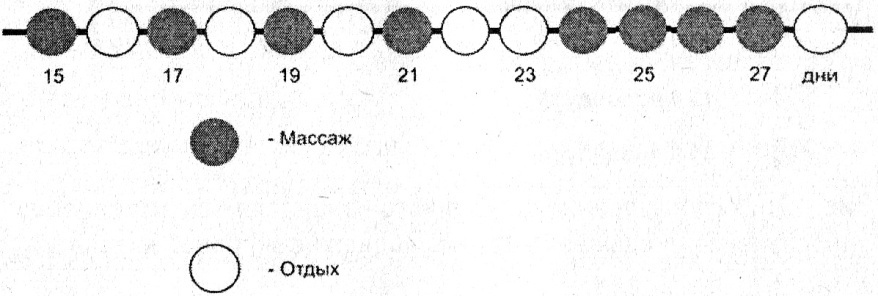 15 17 19 21 23 25 27 дни
- Массаж
- Отдых